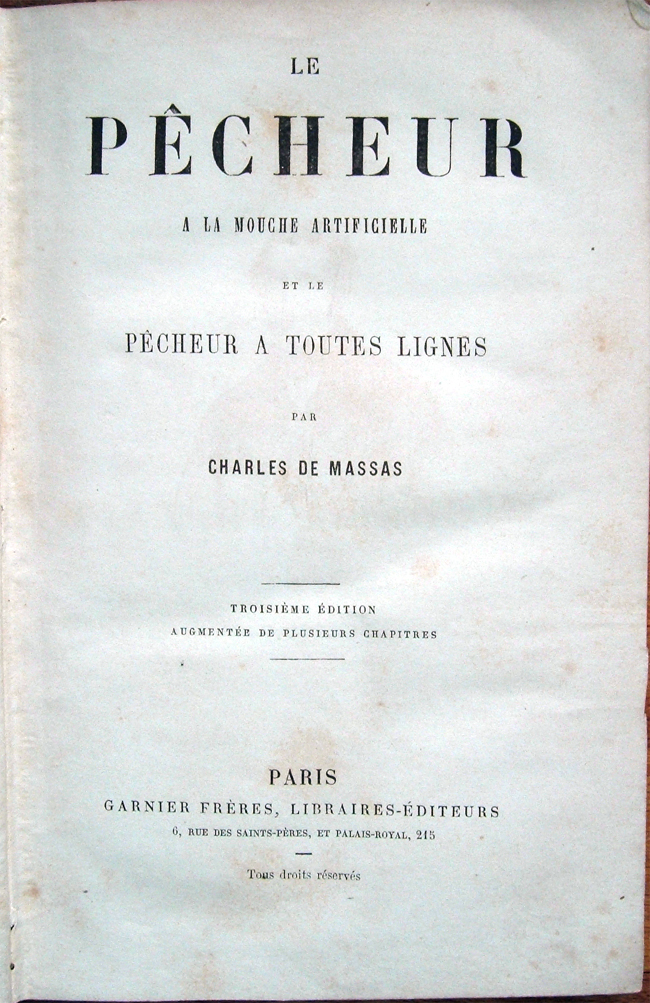 LE
PÊCHEUR
A LA MOUCHE ARTIFICIELLE
ET LE
PÊCHEUR A TOUTES LIGNES
PAR
CHARLES DE MASSAS
TROISIÈME ÉDITION
AUGMENTÉE DE PLUSIEURS CHAPITRES
PARIS
GARNIER FRÈRES, LIBRAIRES-ÉDITEURS
6, RUE DES SAINTS-PÈRES, ET PALAIS-ROYAL, 215
Tous droits réservés